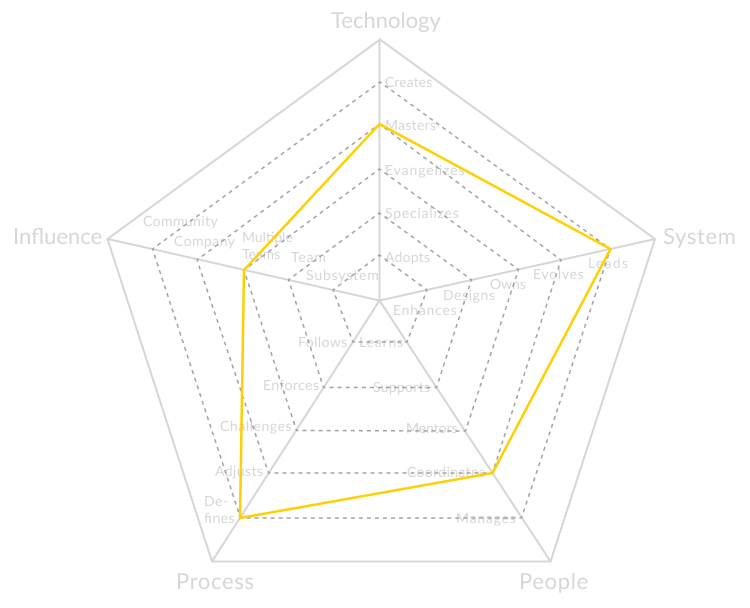 Technology
Creates
Masters
Evangelizes
Specializes
Adopts
Influence
Community
Company
Multiple
Teams
Team
Subsystem
System
Leads
Evolves
Owns
Designs
Enhances
Follows
Learns
Enforces
Supports
Challenges
Mentors
Adjusts
Coordinates
De-
fines
Manages
Process
People